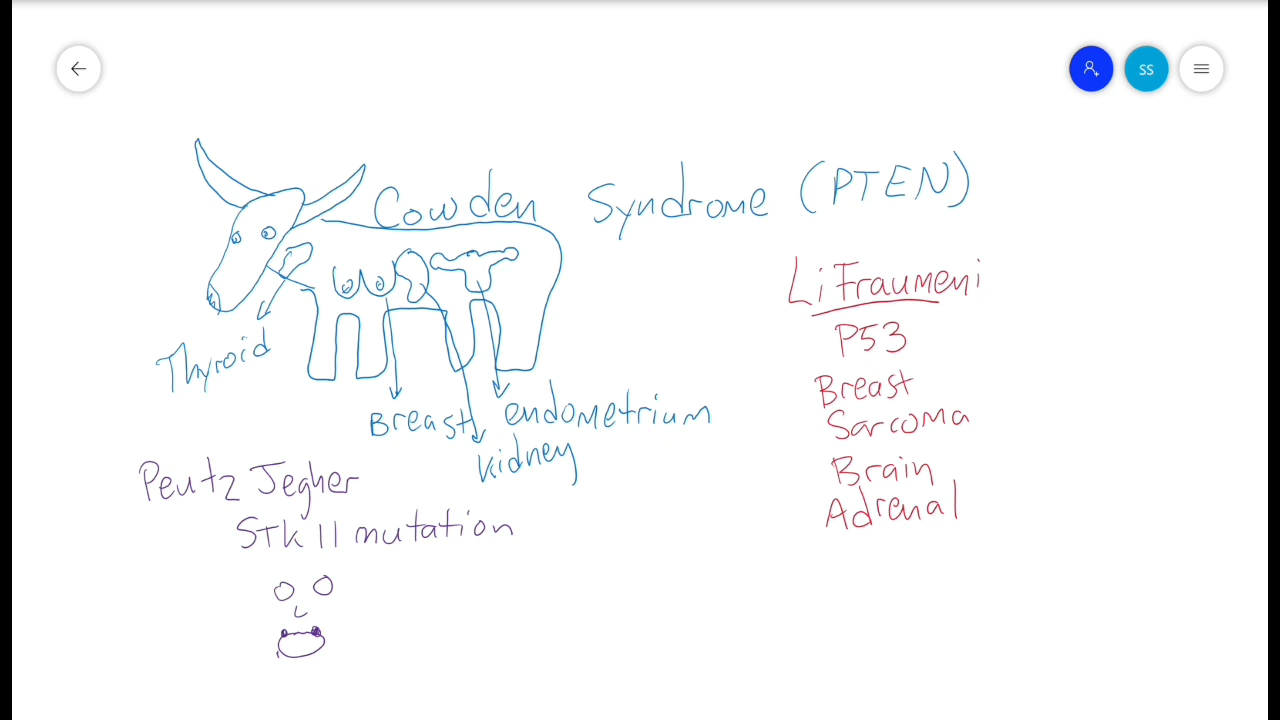 SS
Cowden Syndrome (PTEN)
Thyroid
Breast
endometrium
kidney
Li Fraumeni
P53
Breast
Sarcoma
Brain
Adrenal
Peutz Jegher
STK 11 mutation